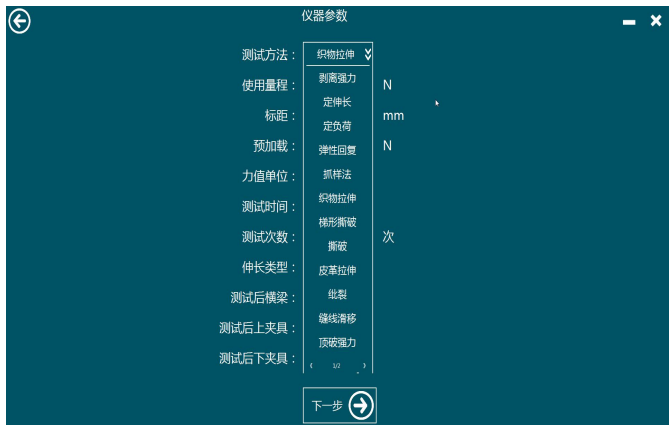 仪器参数
测试方法： 织物拉伸
剥离强力
使用量程： N
定伸长
标距： mm
定负荷
预加载： 弹性回复 N
力值单位： 抓样法
织物拉伸
测试时间：
梯形撕破
测试次数： 次
撕破
伸长类型： 皮革拉伸
纰裂
测试后横梁：
缝线滑移
测试后上夹具：
顶破强力
测试后下夹具：
1/2
下一步